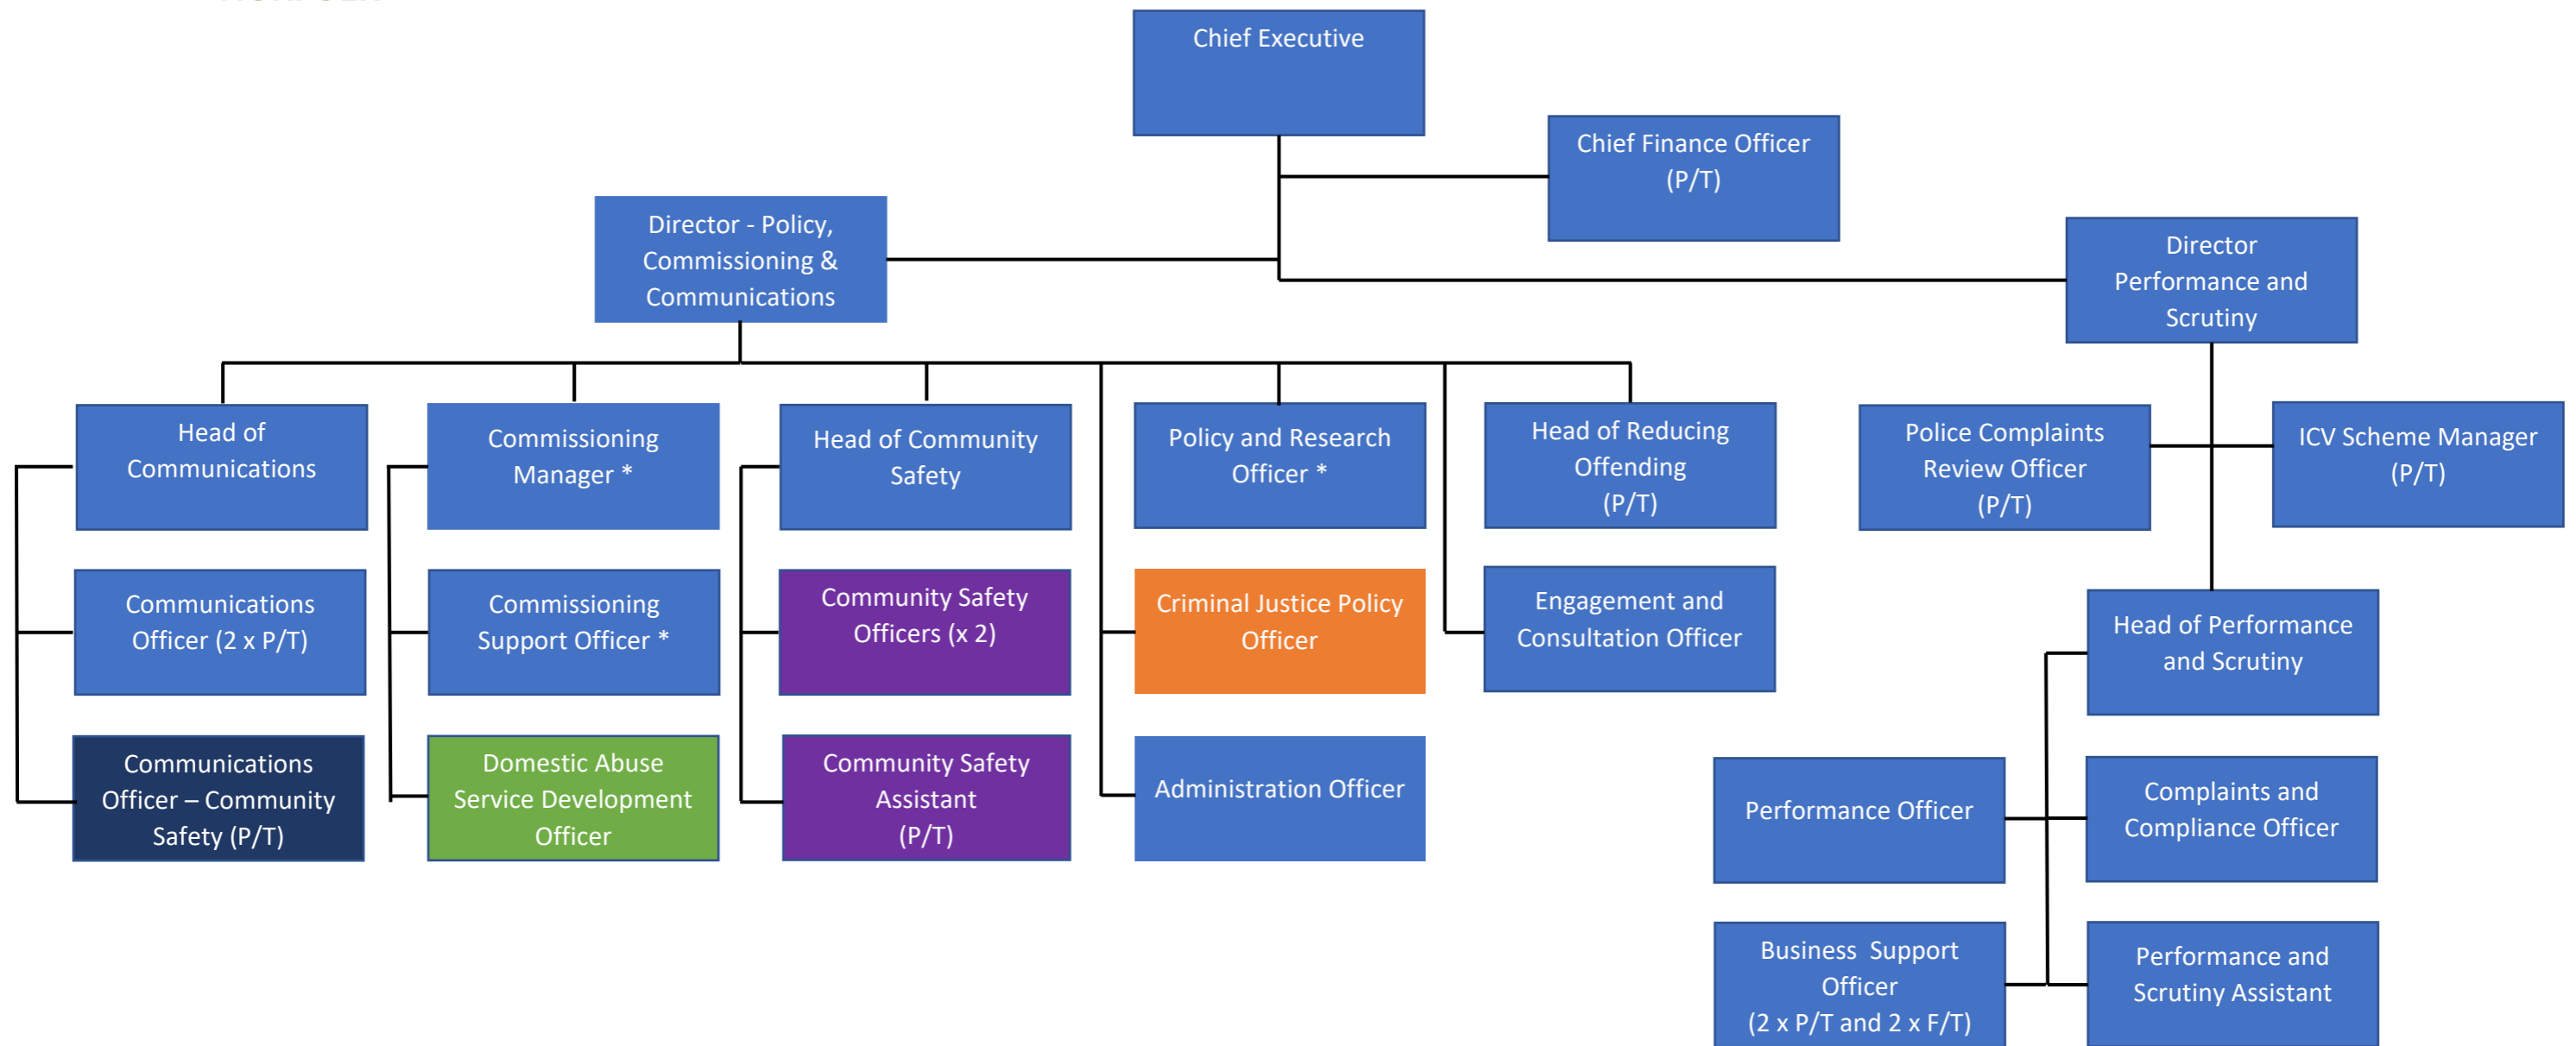 Chief Executive
Chief Finance Officer
(P/T)
Director - Policy,
Commissioning &
Communications
Director
Performance and
Scrutiny
Head of
Communications
Commissioning
Manager *
Head of Community
Safety
Policy and Research
Officer *
Head of Reducing
Offending
(P/T)
Police Complaints
Review Officer
(P/T)
ICV Scheme Manager
(P/T)
Communications
Officer (2 x P/T)
Commissioning
Support Officer *
Community Safety
Officers (x 2)
Criminal Justice Policy
Officer
Engagement and
Consultation Officer
Head of Performance
and Scrutiny
Communications
Officer – Community
Safety (P/T)
Domestic Abuse
Service Development
Officer
Community Safety
Assistant
(P/T)
Administration Officer
Performance Officer
Complaints and
Compliance Officer
Business  Support
Officer
(2 x P/T and 2 x F/T)
Performance and
Scrutiny Assistant